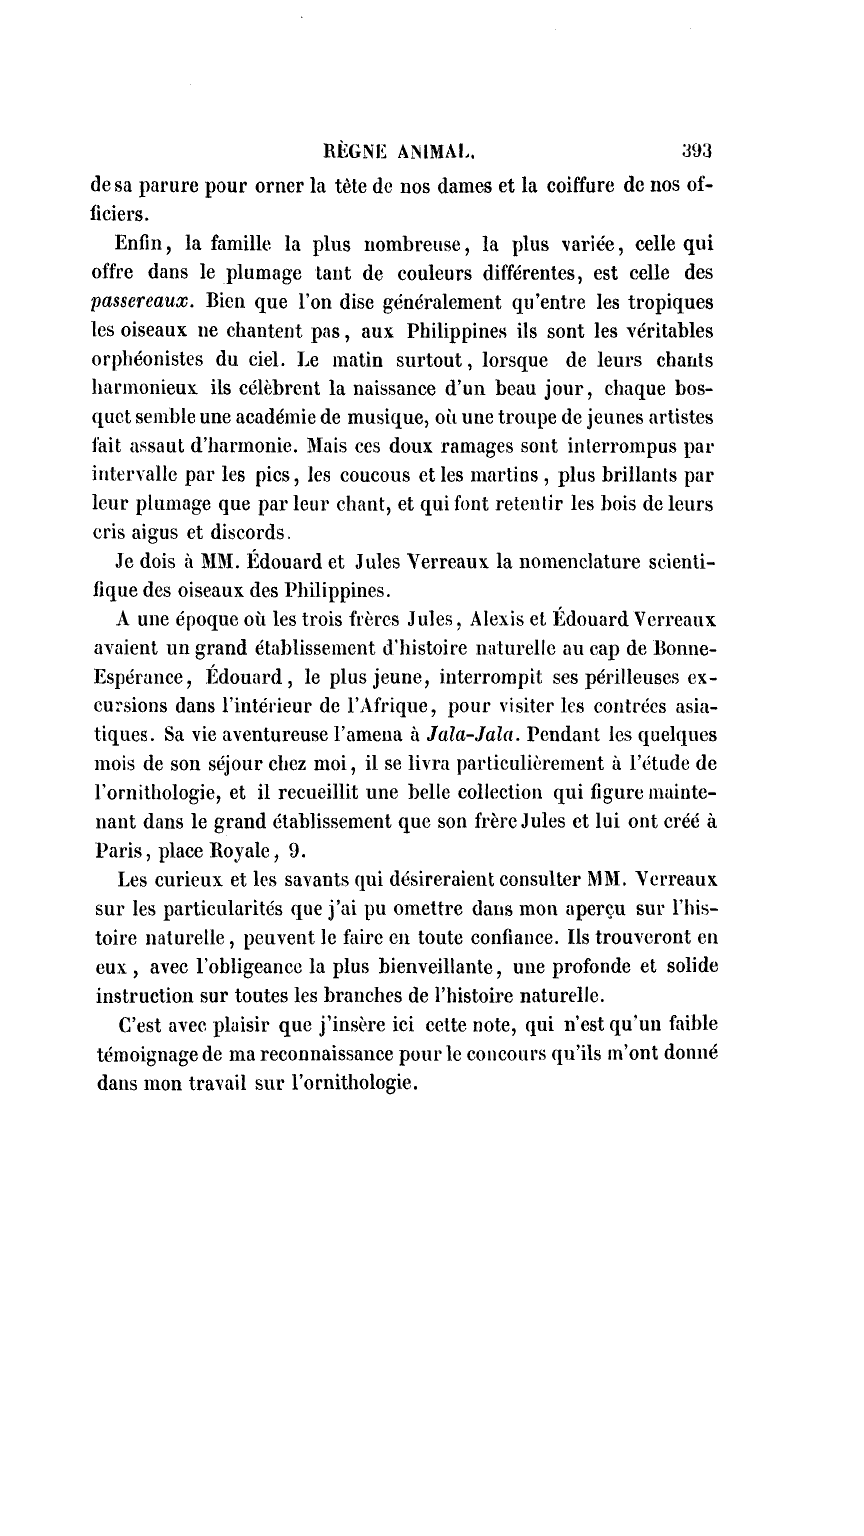 RÈGNE ANIMAL. 393
de sa parure pour orner la tête de nos dames et la coiffure de nos of-
ficiers.
Enfin, la famille la plus nombreuse, la plus variée, celle qui
offre dans le plumage tant de couleurs différentes, est celle des
passereaux. Bien que l'on dise généralement qu'entre les tropiques
les oiseaux ne chantent pas, aux Philippines ils sont les véritables
orphéonistes du ciel. Le matin surtout, lorsque de leurs chants
harmonieux ils célèbrent la naissance d'un beau jour, chaque bos-
quet semble une académie de musique, où une troupe de jeunes artistes
fait assaut d'harmonie. Mais ces doux ramages sont interrompus par
intervalle par les pics, les coucous et les martins, plus brillants par
leur plumage que par leur chant, et qui font retentir les bois de leurs
cris aigus et discords.
Je dois à MM. Édouard et Jules Verreaux la nomenclature scienti-
fique des oiseaux des Philippines.
A une époque où les trois frères Jules, Alexis et Édouard Verreaux
avaient un grand établissement d'histoire naturelle au cap de Bonne-
Espérance, Édouard, le plus jeune, interrompit ses périlleuses ex-
cursions dans l'intérieur de l'Afrique, pour visiter les contrées asia-
tiques. Sa vie aventureuse l'amena à Jala-Jala. Pendant les quelques
mois de son séjour chez moi, il se livra particulièrement à l'étude de
l'ornithologie, et il recueillit une belle collection qui figure mainte-
nant dans le grand établissement que son frère Jules et lui ont créé à
Paris, place Royale, 9.
Les curieux et les savants qui désireraient consulter MM. Verreaux
sur les particularités que j'ai pu omettre dans mon aperçu sur l'his-
toire naturelle, peuvent le faire en toute confiance. Ils trouveront en
eux, avec l'obligeance la plus bienveillante, une profonde et solide
instruction sur toutes les branches de l'histoire naturelle.
C'est avec plaisir que j'insère ici cette note, qui n'est qu'un faible
témoignage de ma reconnaissance pour le concours qu'ils m'ont donné
dans mon travail sur l'ornithologie.